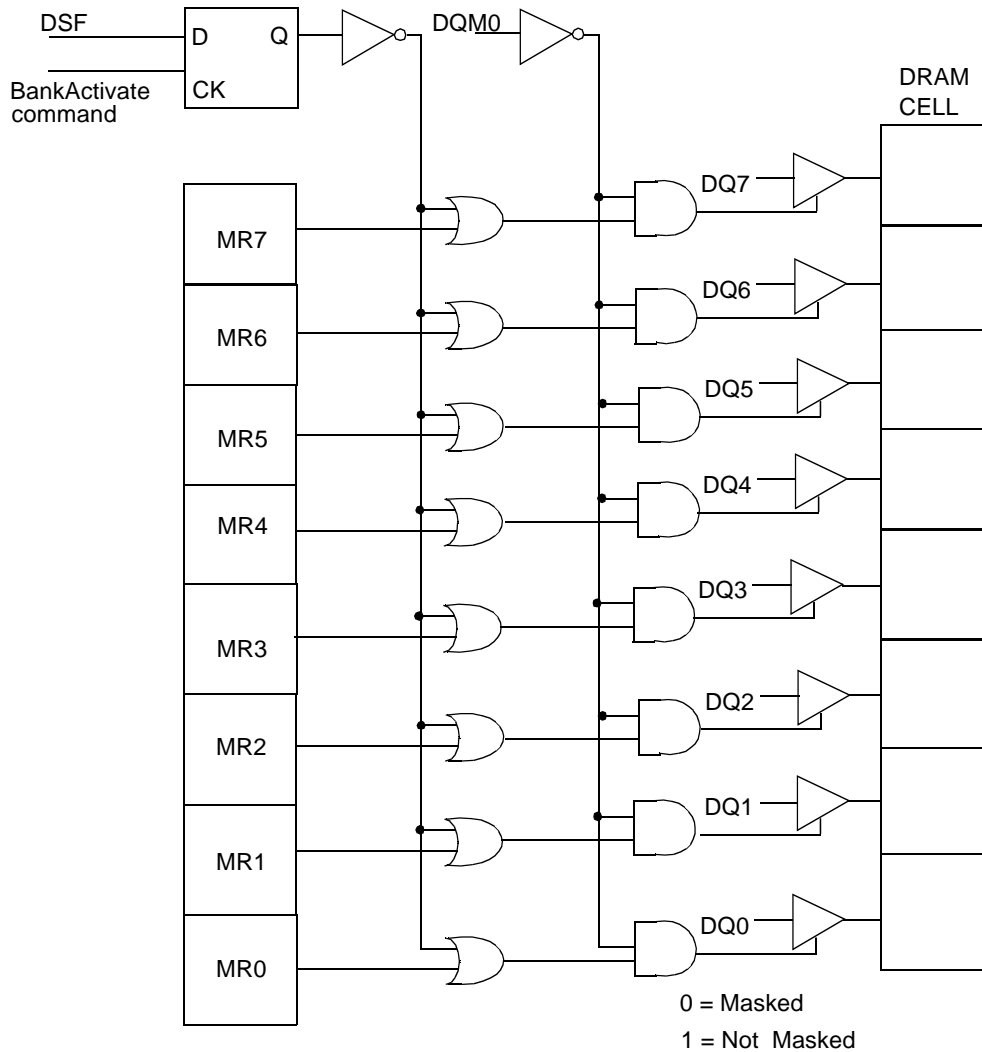 DSF
D Q
CK
BankActivate
command
DQM0
DRAM
CELL
MR7
DQ7
MR6
DQ6
MR5
DQ5
MR4
DQ4
MR3
DQ3
MR2
DQ2
MR1
DQ1
MR0
DQ0
0 = Masked
1 = Not Masked